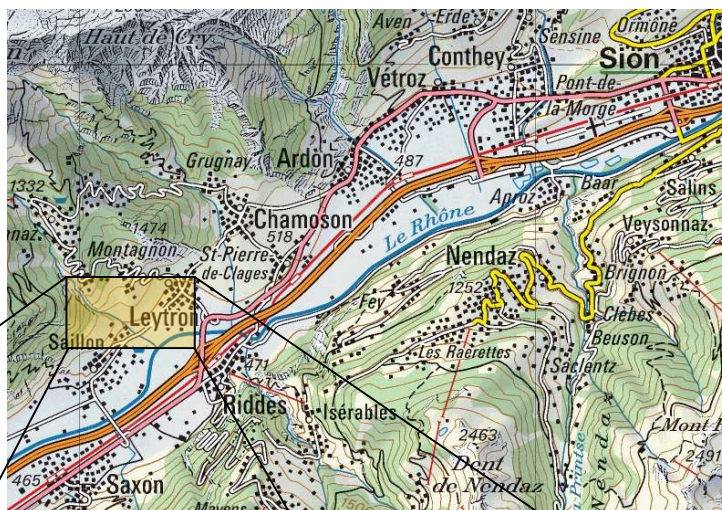 Haut de Cry
Aven
Erde
Sensine
Ormône
Conthey
Sion
Vétroz
Pont-de-
la-Morge
Grugnay
Ardon
487
1332
Chamoson
Aproz
Baar
Salins
518
Le Rhône
Veysonnaz
1474
Montagnon
St-Pierre-
de-Clages
Nendaz
Brignon
1252
Fey
Leytron
Clèbes
Saillon
Beuson
Les Raerettes
471
Saclentz
Riddes
Isérables
2463
465
Dent
de Nendaz
2491
Saxon